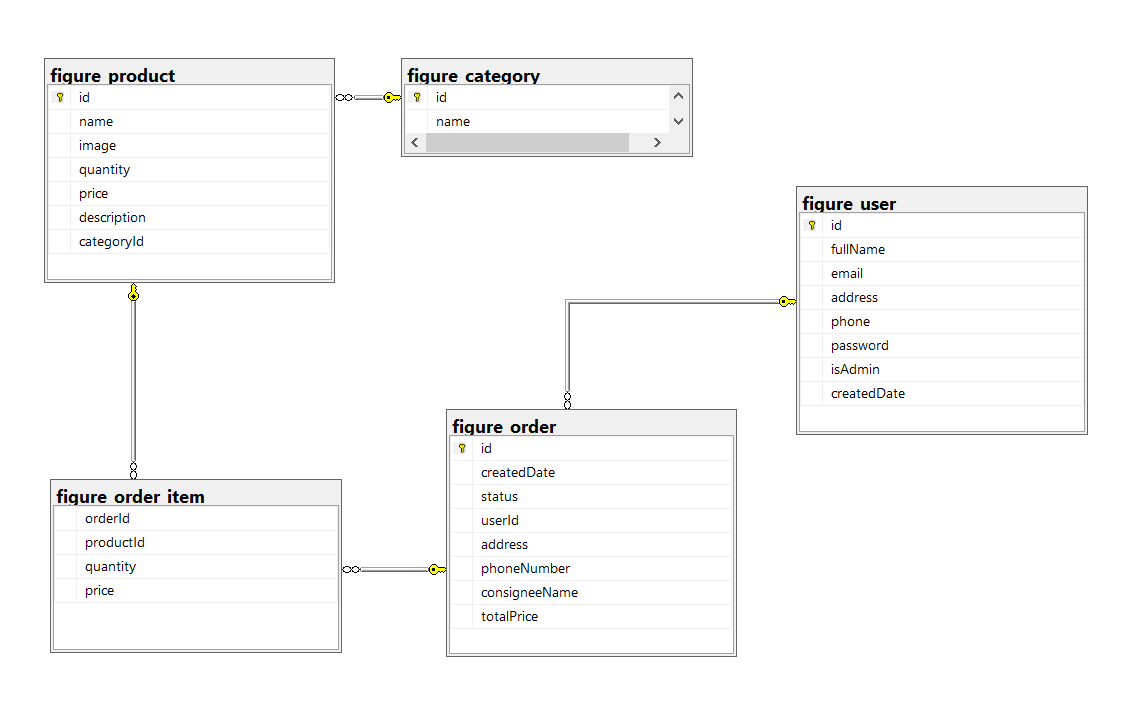 figure_product
id
name
image
quantity
price
description
categoryId
figure_category
id
name
figure_user
id
fullName
email
address
phone
password
isAdmin
createdDate
figure_order
id
createdDate
status
userId
address
phoneNumber
consigneeName
totalPrice
figure_order_item
orderId
productId
quantity
price